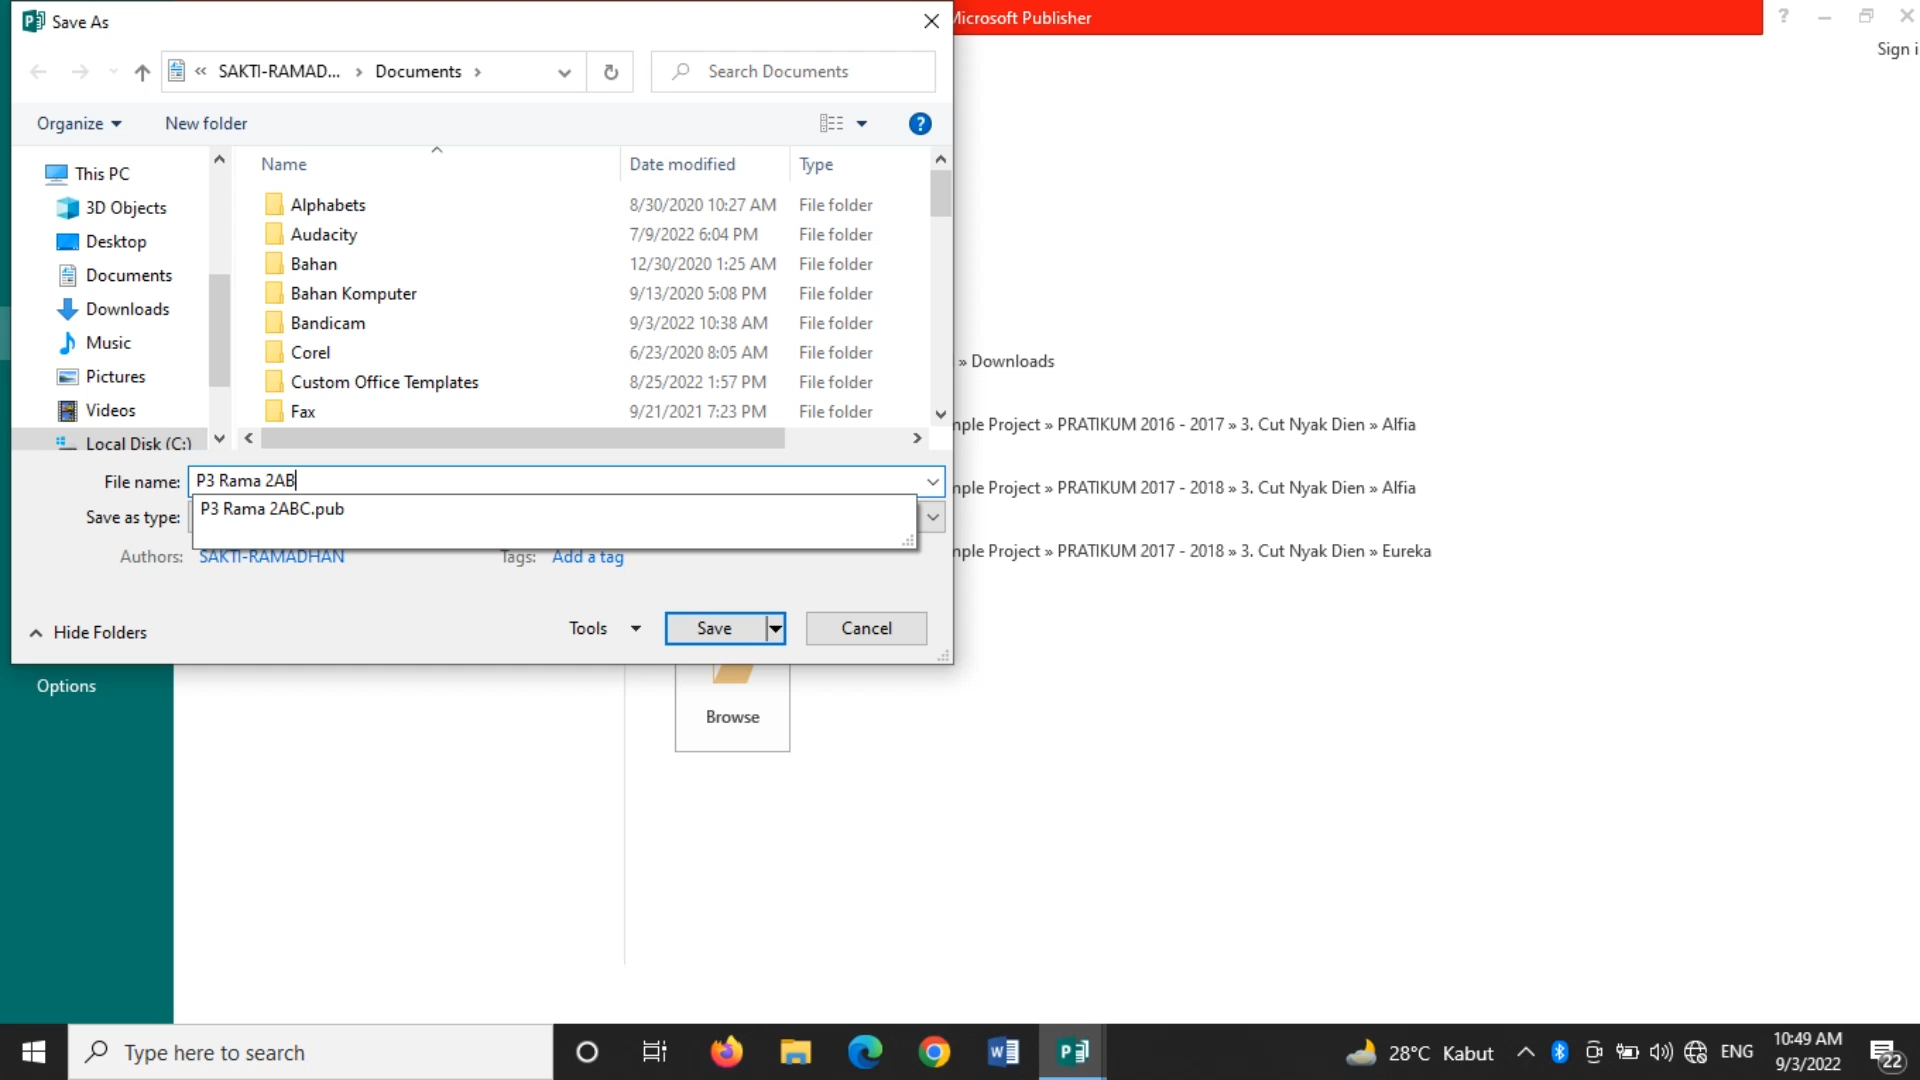 Save As
Microsoft Publisher
?
Sign i
« SAKTI-RAMAD... › Documents ›
Search Documents
Organize
New folder
?
This PC
3D Objects
Desktop
Documents
Downloads
Music
Pictures
Videos
Local Disk (C:)
Name Date modified Type
Alphabets 8/30/2020 10:27 AM File folder
Audacity 7/9/2022 6:04 PM File folder
Bahan 12/30/2020 1:25 AM File folder
Bahan Komputer 9/13/2020 5:08 PM File folder
Bandicam 9/3/2022 10:38 AM File folder
Corel 6/23/2020 8:05 AM File folder
Custom Office Templates 8/25/2022 1:57 PM File folder
Fax 9/21/2021 7:23 PM File folder
» Downloads
mple Project » PRATIKUM 2016 - 2017 » 3. Cut Nyak Dien » Alfia
mple Project » PRATIKUM 2017 - 2018 » 3. Cut Nyak Dien » Alfia
mple Project » PRATIKUM 2017 - 2018 » 3. Cut Nyak Dien » Eureka
File name: P3 Rama 2AB
P3 Rama 2ABC.pub
Save as type:
Authors: SAKTI-RAMADHAN Tags: Add a tag
Hide Folders
Tools
Save
Cancel
Options
Browse
Type here to search
28°C Kabut
ENG
10:49 AM
9/3/2022
22